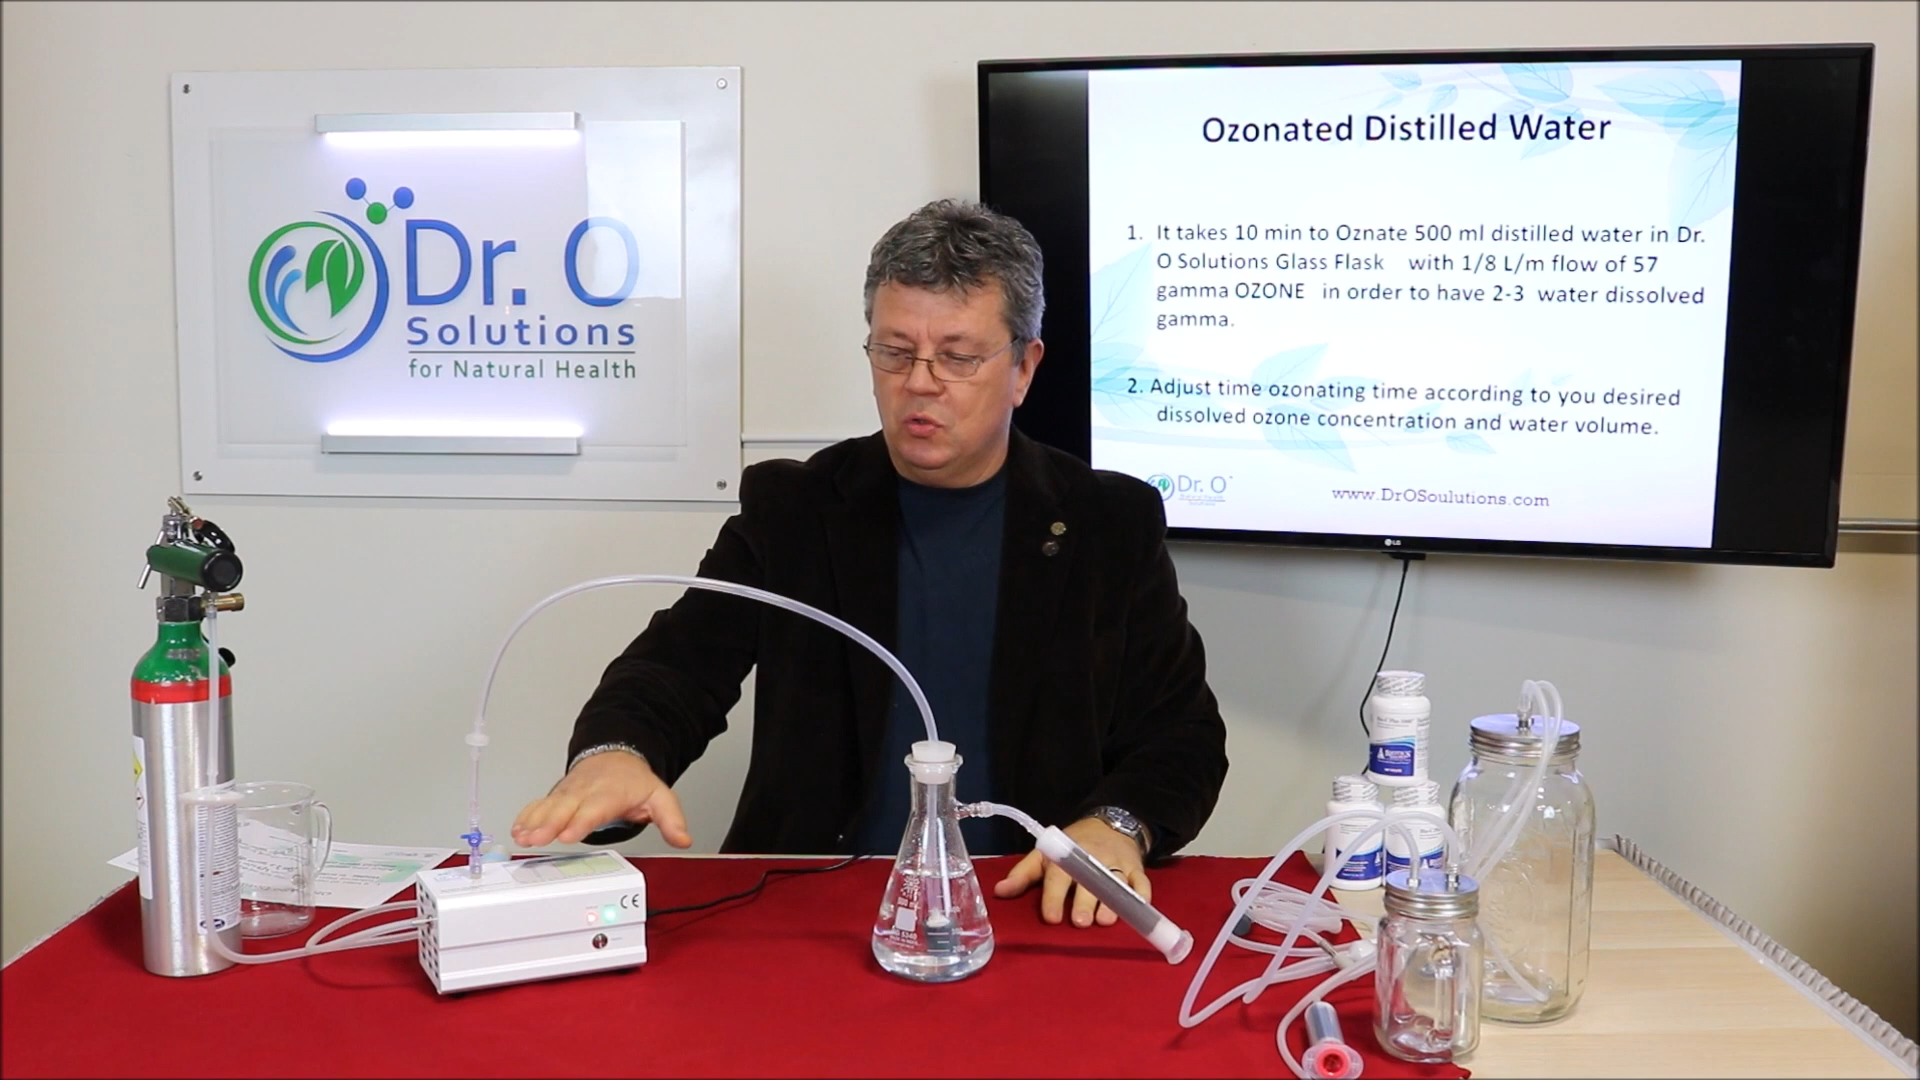 Dr. O
Solutions
for Natural Health
Ozonated Distilled Water
1. It takes 10 min to Oznate 500 ml distilled water in Dr.
O Solutions Glass Flask with 1/8 L/m flow of 57
gamma OZONE in order to have 2-3 water dissolved
gamma.
2. Adjust time ozonating time according to you desired
dissolved ozone concentration and water volume.
Dr. O
www.DrOSoulutions.com
LG
CE